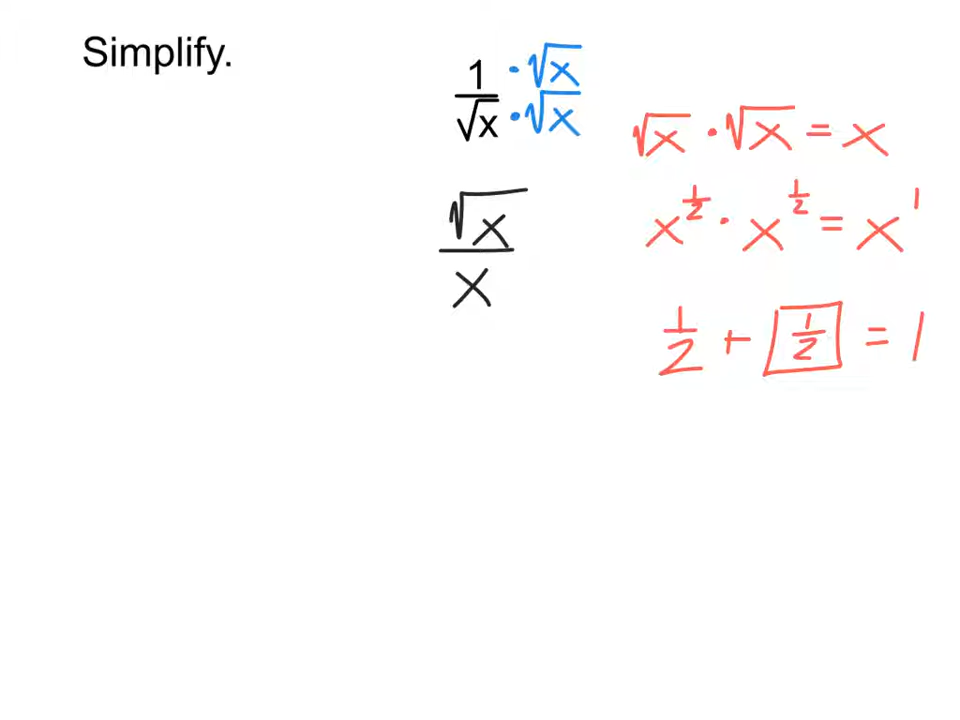 Simplify.
1/√x · √x/√x
√x/x
√x · √x = x
x^1/2 · x^1/2 = x^1
1/2 + 1/2 = 1